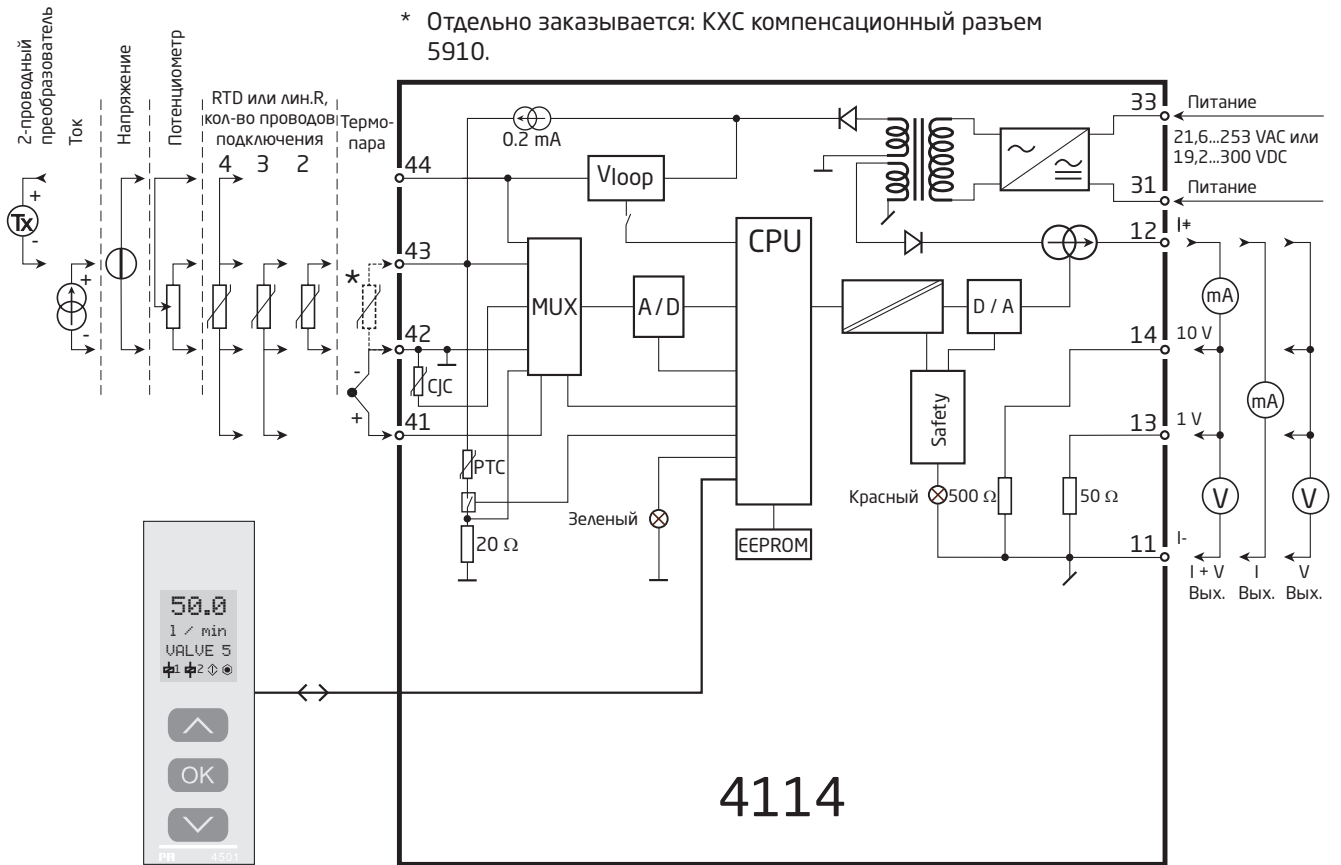 * Отдельно заказывается: KXC компенсационный разъем
5910.
2-проводный
преобразователь
Ток
Напряжение
Потенциометр
RTD или лин.R,
кол-во проводов
подключения
4 3 2
Термо-
пара
Tx
+
-
+
-
*
-
+
44
43
42
41
0.2 mA
Vloop
MUX
A/D
CPU
D / A
CJC
PTC
20 Ω
Зеленый
EEPROM
Safety
Красный
500 Ω
50 Ω
33
Питание
21,6...253 VAC или
19,2...300 VDC
31
Питание
12
I+
14
10 V
13
1 V
11
I-
mA
mA
V
V
I + V
Вых.
I
Вых.
V
Вых.
50.0
l / min
VALVE 5
1 2
OK
PR 4501
4114